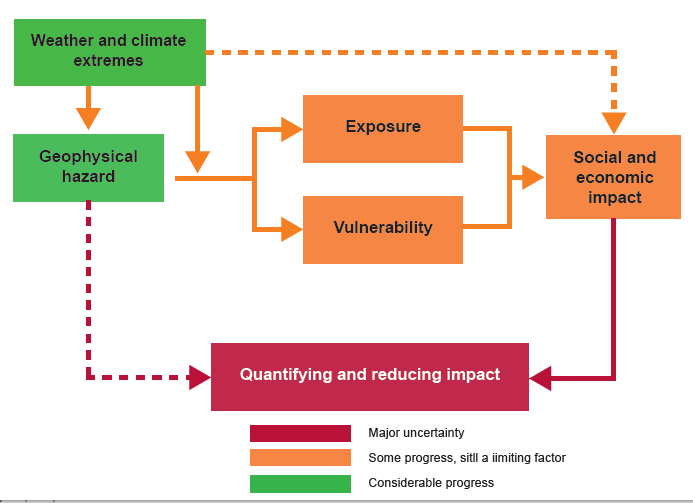 Weather and climate
extremes
Geophysical
hazard
Exposure
Vulnerability
Social and
economic
impact
Quantifying and reducing impact
Major uncertainty
Some progress, sitll a iimiting factor
Considerable progress